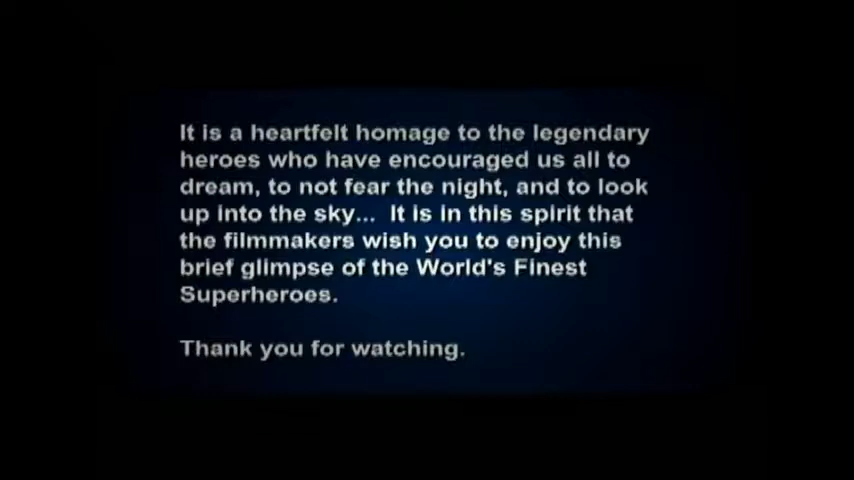 It is a heartfelt homage to the legendary
heroes who have encouraged us all to
dream, to not fear the night, and to look
up into the sky...  It is in this spirit that
the filmmakers wish you to enjoy this
brief glimpse of the World's Finest
Superheroes.
Thank you for watching.